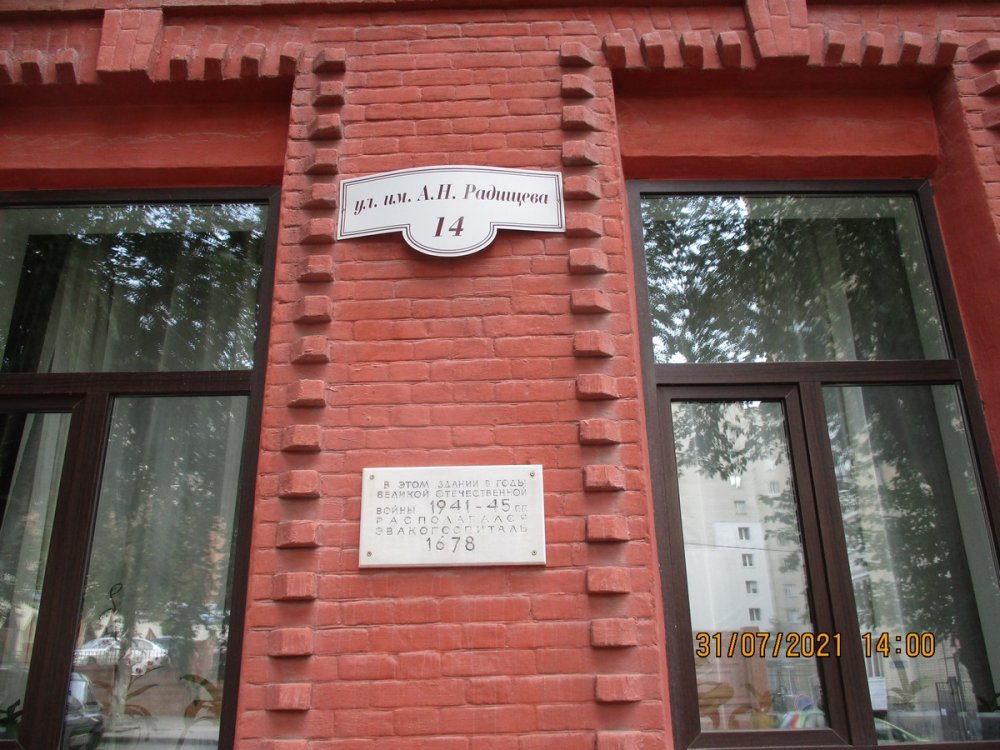 ул. им. А.Н. Радищева
14
В ЭТОМ ЗДАНИИ В ГОДЫ
ВЕЛИКОЙ ОТЕЧЕСТВЕННОЙ
ВОЙНЫ 1941-45 ГГ.
РАСПОЛАГАЛСЯ
ЭВАКОГОСПИТАЛЬ
1678
31/07/2021 14:00